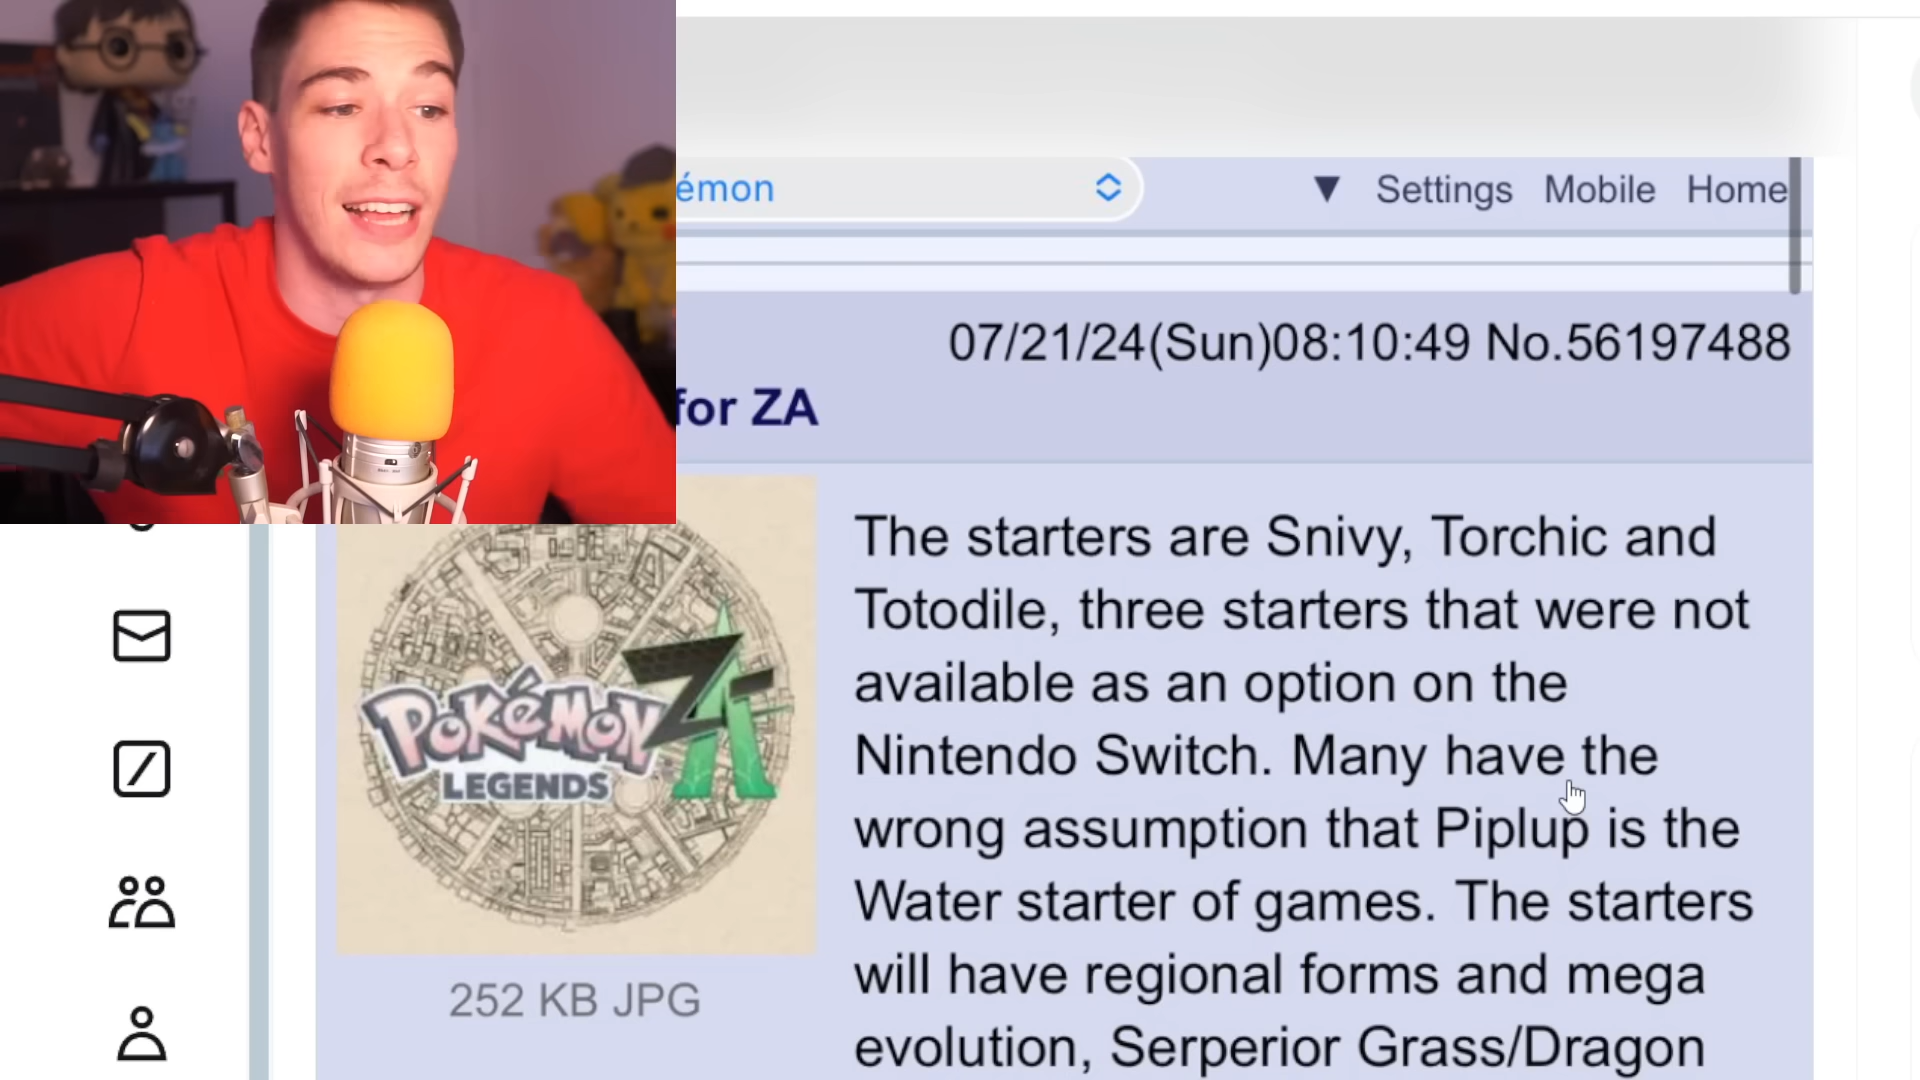 émon
▼ Settings Mobile Home
07/21/24(Sun)08:10:49 No.56197488
for ZA
The starters are Snivy, Torchic and
Totodile, three starters that were not
available as an option on the
Nintendo Switch. Many have the
wrong assumption that Piplup is the
Water starter of games. The starters
will have regional forms and mega
evolution, Serperior Grass/Dragon
POKéMON
LEGENDS
ZA
252 KB JPG